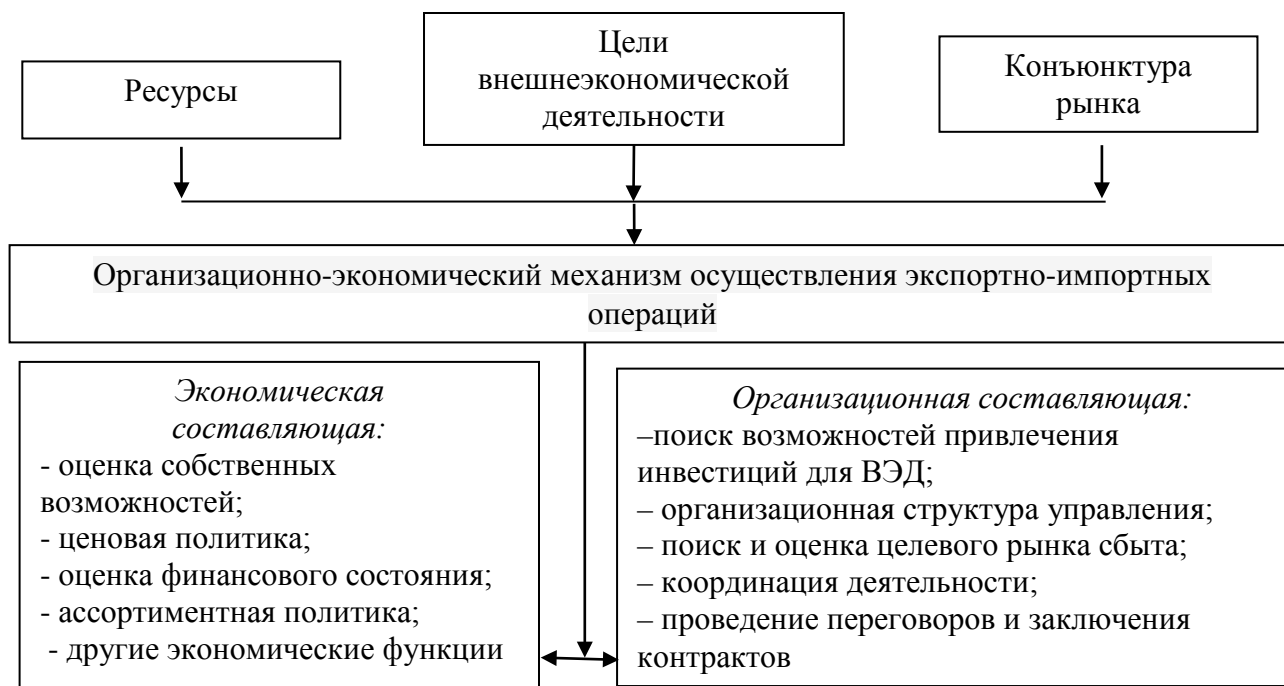 Ресурсы
Цели
внешнеэкономической
деятельности
Конъюнктура
рынка
Организационно-экономический механизм осуществления экспортно-импортных
операций
Экономическая
составляющая:
- оценка собственных
возможностей;
- ценовая политика;
- оценка финансового состояния;
- ассортиментная политика;
- другие экономические функции
Организационная составляющая:
–поиск возможностей привлечения
инвестиций для ВЭД;
– организационная структура управления;
– поиск и оценка целевого рынка сбыта;
– координация деятельности;
– проведение переговоров и заключения
контрактов